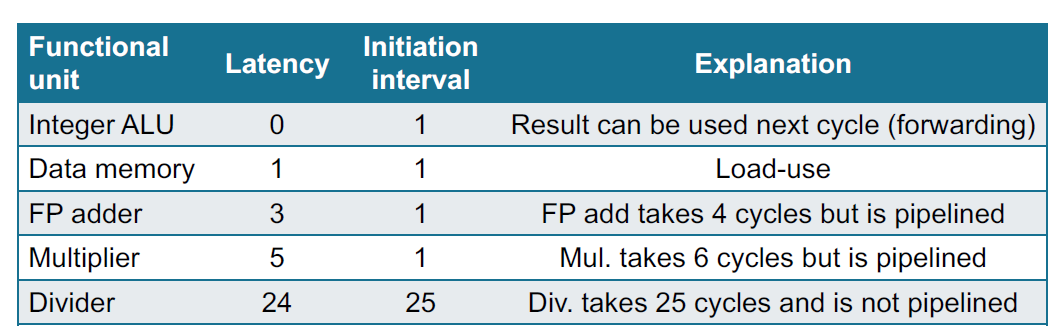 Functional unit Latency Initiation interval Explanation
Integer ALU 0 1 Result can be used next cycle (forwarding)
Data memory 1 1 Load-use
FP adder 3 1 FP add takes 4 cycles but is pipelined
Multiplier 5 1 Mul. takes 6 cycles but is pipelined
Divider 24 25 Div. takes 25 cycles and is not pipelined